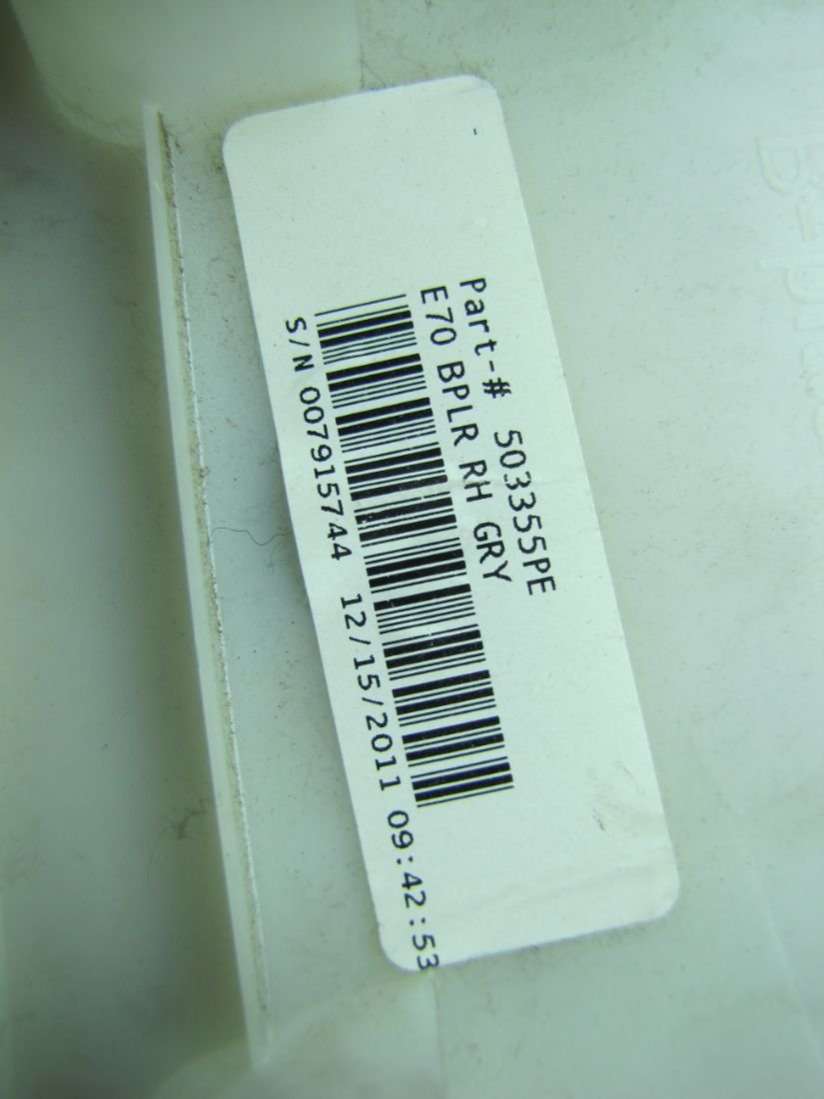 Part-# 503355PE
E70 BPLR RH GRY
S/N 007915744 12/15/2011 09:42:53